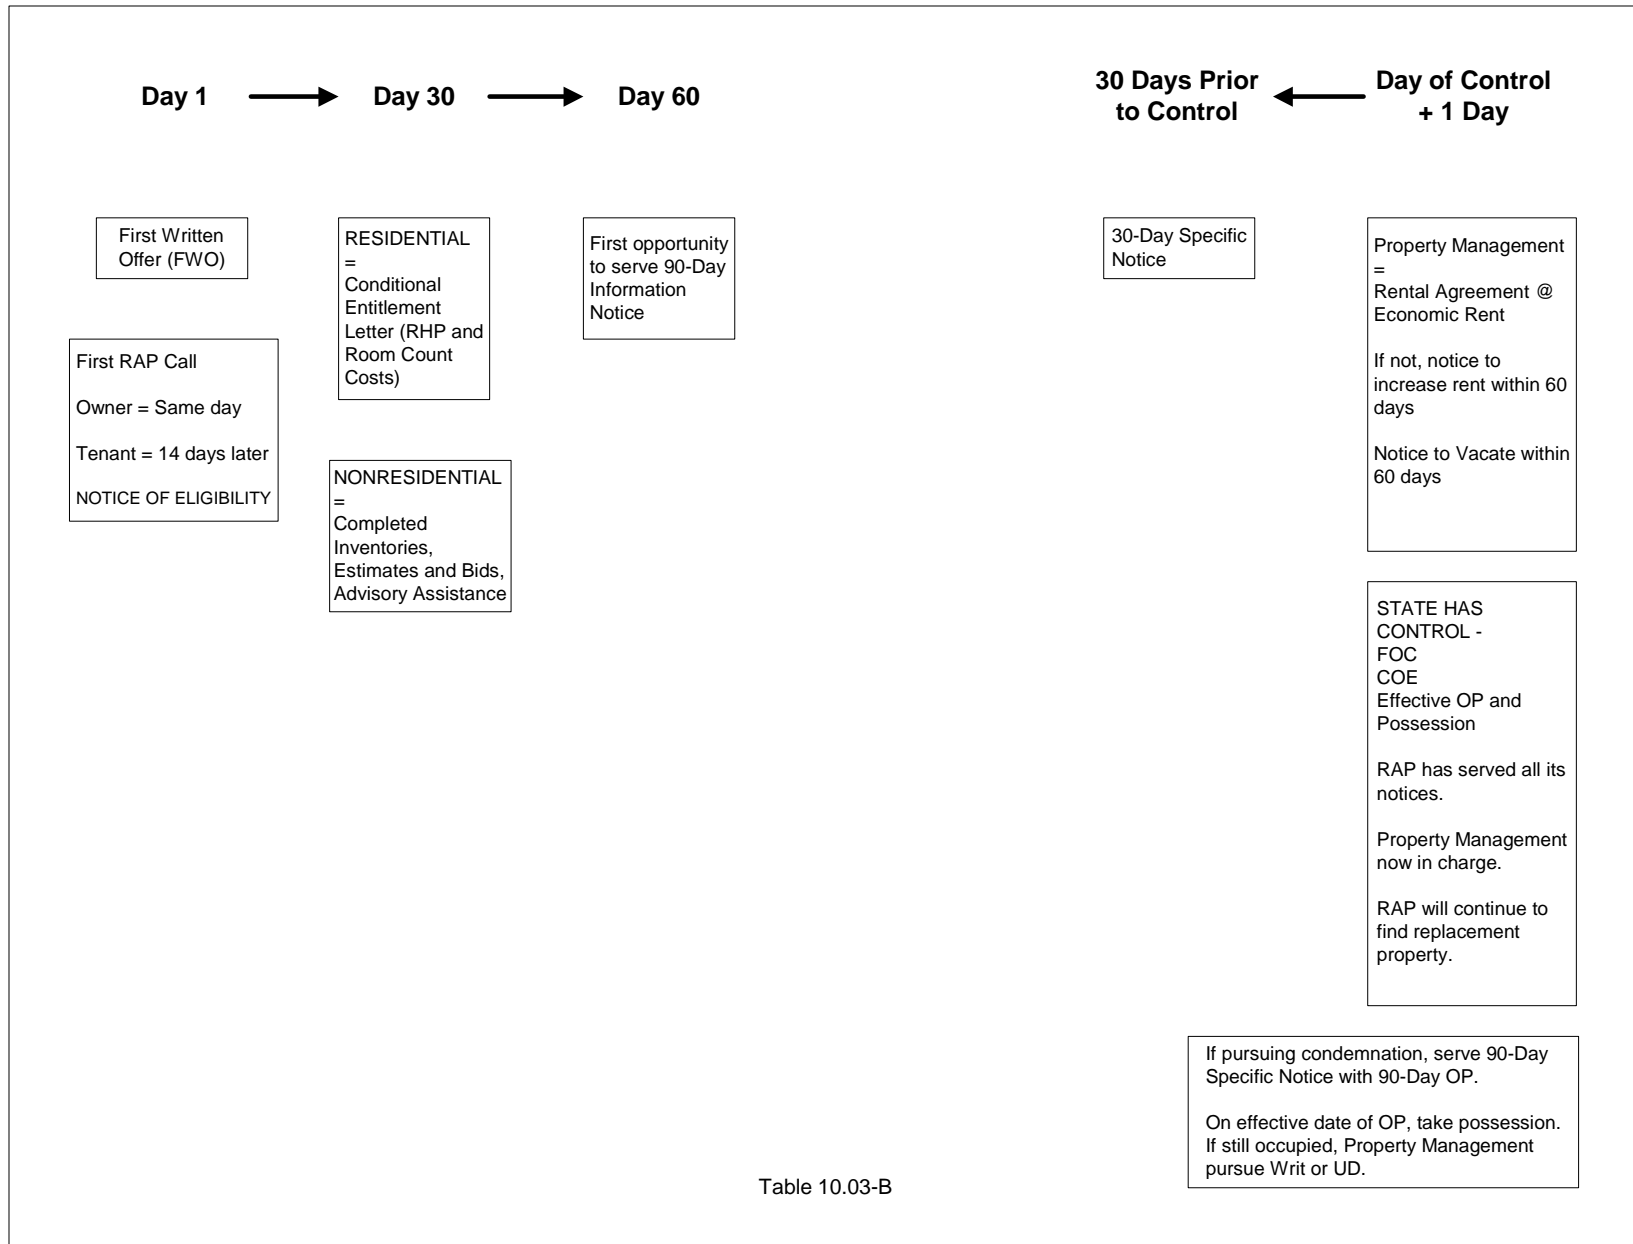 Day 1
Day 30
Day 60
30 Days Prior
to Control
Day of Control
+ 1 Day
First Written
Offer (FWO)
First RAP Call
Owner = Same day
Tenant = 14 days later
NOTICE OF ELIGIBILITY
RESIDENTIAL
=
Conditional
Entitlement
Letter (RHP and
Room Count
Costs)
NONRESIDENTIAL
=
Completed
Inventories,
Estimates and Bids,
Advisory Assistance
First opportunity
to serve 90-Day
Information
Notice
30-Day Specific
Notice
Property Management
=
Rental Agreement @
Economic Rent
If not, notice to
increase rent within 60
days
Notice to Vacate within
60 days
STATE HAS
CONTROL -
FOC
COE
Effective OP and
Possession
RAP has served all its
notices.
Property Management
now in charge.
RAP will continue to
find replacement
property.
If pursuing condemnation, serve 90-Day
Specific Notice with 90-Day OP.
On effective date of OP, take possession.
If still occupied, Property Management
pursue Writ or UD.
Table 10.03-B